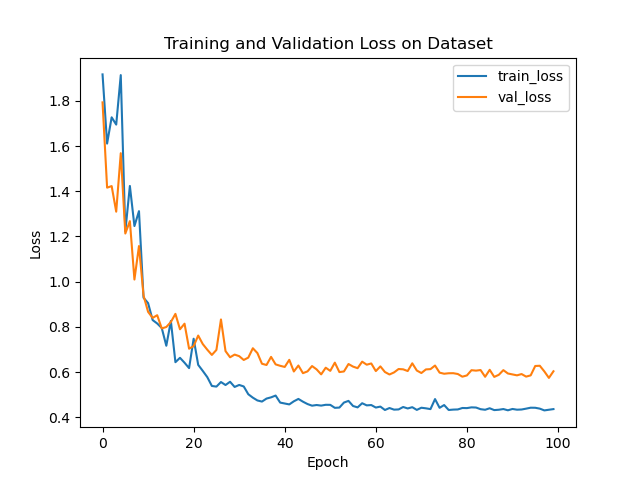 Training and Validation Loss on Dataset
train_loss
val_loss
1.8
1.6
1.4
1.2
1.0
0.8
0.6
0.4
Loss
0 20 40 60 80 100
Epoch